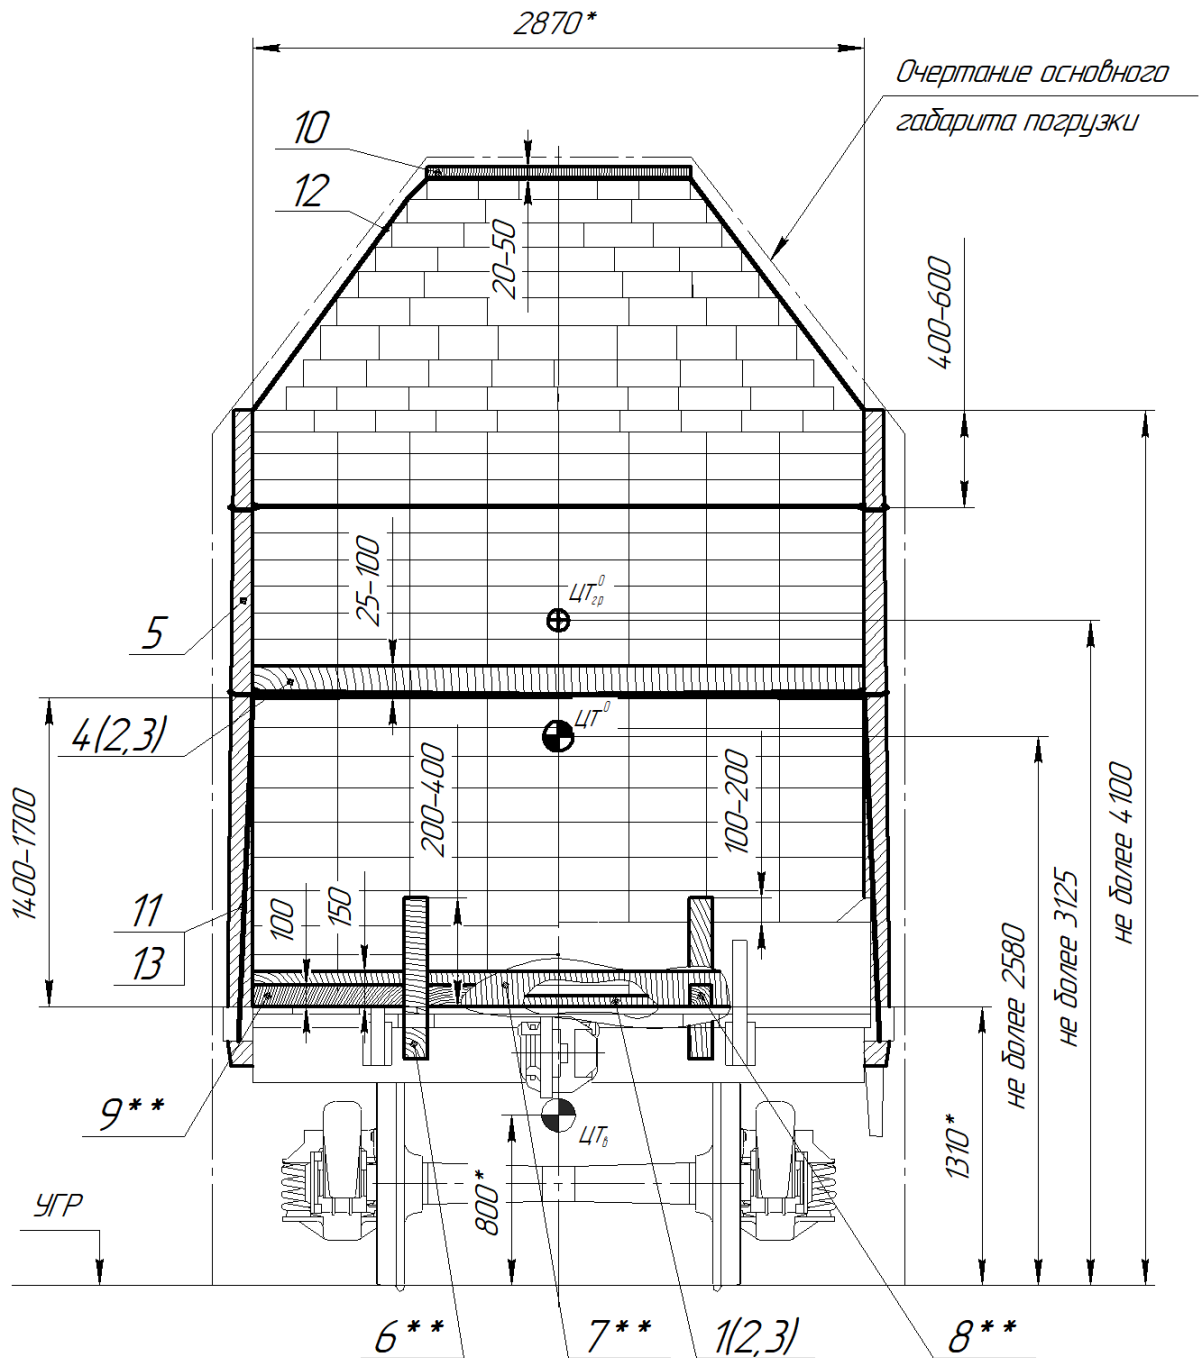 2870*
Очертание основного
габарита погрузки
10
12
20-50
400-600
25-100
ЦТ⁰гр
5
4(2,3)
ЦТ⁰
200-400
100-200
1400-1700
не более 4100
не более 3125
не более 2580
11
13
100
150
9**
ЦТв
800*
1310*
УГР
6**
7**
1(2,3)
8**